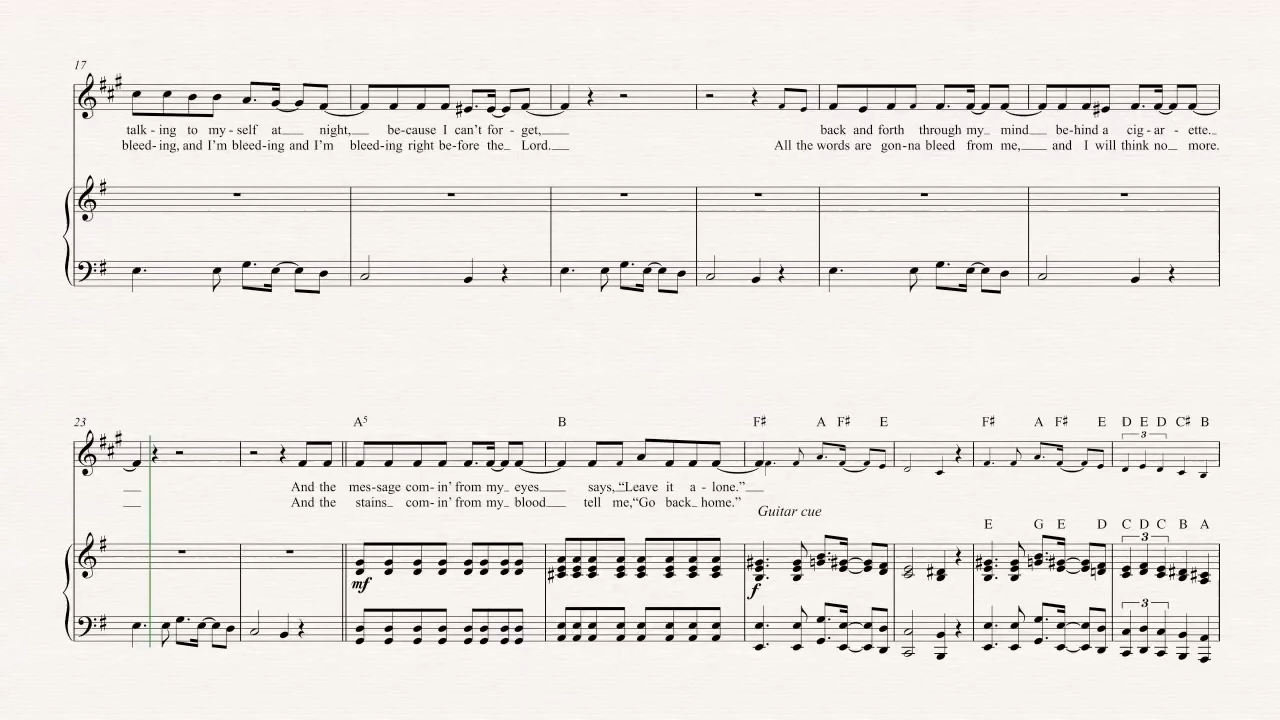 17
talk - ing to my - self at night, be-cause I can't for - get, back and forth through my mind be-hind a cig - ar - ette.
bleed-ing, and I'm bleed-ing and I'm bleed-ing right be-fore the Lord. All the words are gon-na bleed from me, and I will think no more.
23 A5 B F♯ A F♯ E F♯ A F♯ E D E D C♯ B
3
And the mes-sage com-in' from my eyes says, “Leave it a - lone.”
And the stains com-in' from my blood tell me, “Go back home.”
Guitar cue
E G E D C D C B A
3
mf f
3